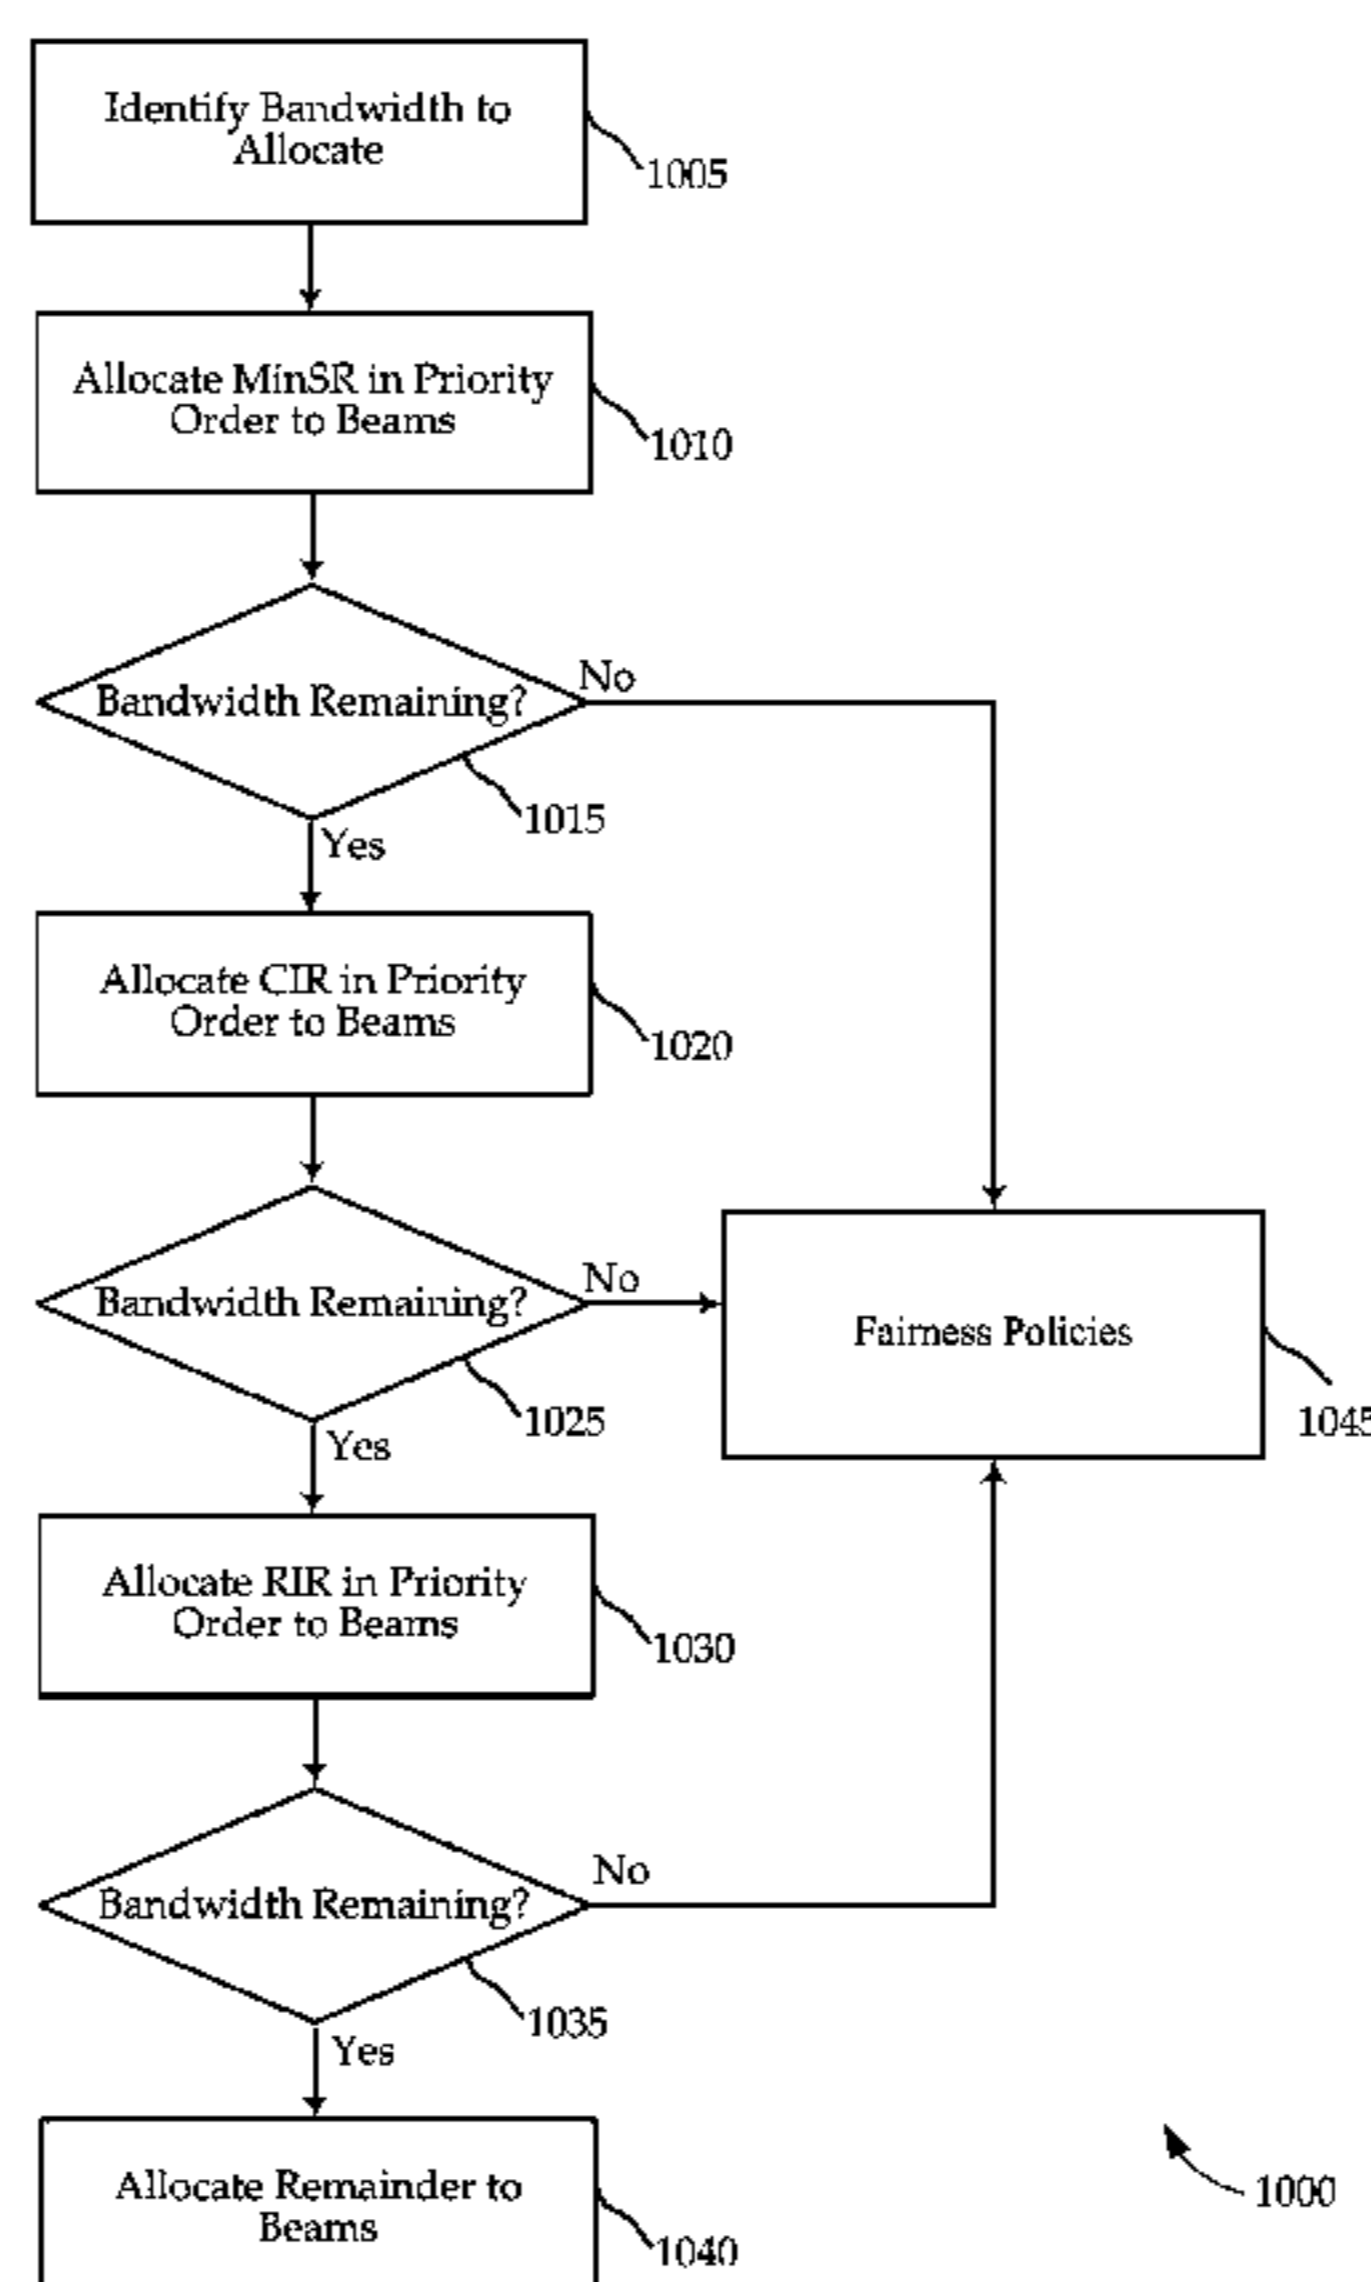 Identify Bandwidth to
Allocate
1005
Allocate MinSR in Priority
Order to Beams
1010
Bandwidth Remaining?
No
1015
Yes
Allocate CIR in Priority
Order to Beams
1020
Bandwidth Remaining?
No
1025
Yes
Fairness Policies
1045
Allocate RIR in Priority
Order to Beams
1030
Bandwidth Remaining?
No
1035
Yes
Allocate Remainder to
Beams
1040
1000